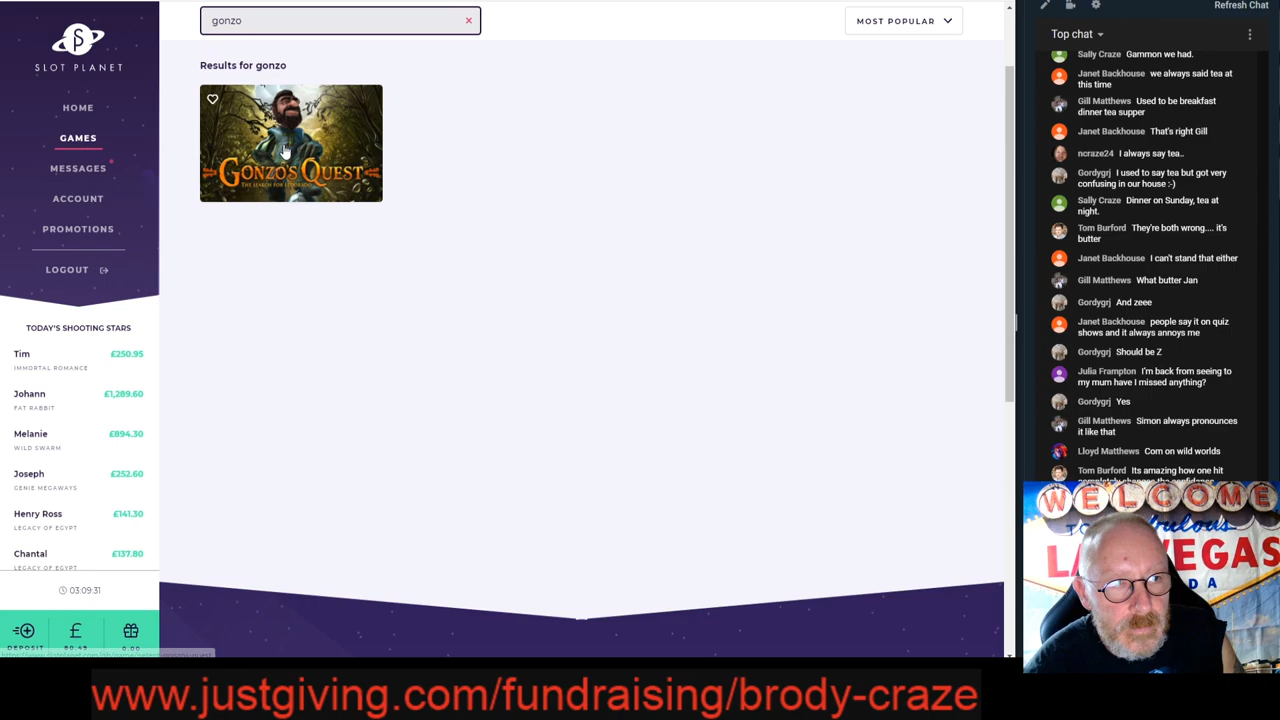 gonzo
MOST POPULAR
SLOT PLANET
HOME
GAMES
MESSAGES
ACCOUNT
PROMOTIONS
LOGOUT
TODAY'S SHOOTING STARS
Tim £250.95
IMMORTAL ROMANCE
Johann £1,289.60
FAT RABBIT
Melanie £894.30
WILD SWARM
Joseph £252.60
GENIE MEGAWAYS
Henry Ross £141.30
LEGACY OF EGYPT
Chantal £137.80
LEGACY OF EGYPT
03:09:31
DEPOSIT
0.00
Results for gonzo
GONZO'S QUEST
THE SEARCH FOR ELDORADO
Refresh Chat
Top chat
Sally Craze Gammon we had.
Janet Backhouse we always said tea at
this time
Gill Matthews Used to be breakfast
dinner tea supper
Janet Backhouse That's right Gill
ncraze24 I always say tea..
Gordygrj I used to say tea but got very
confusing in our house :-)
Sally Craze Dinner on Sunday, tea at
night.
Tom Burford They're both wrong.... it's
butter
Janet Backhouse I can't stand that either
Gill Matthews What butter Jan
Gordygrj And zeee
Janet Backhouse people say it on quiz
shows and it always annoys me
Gordygrj Should be Z
Julia Frampton I'm back from seeing to
my mum have I missed anything?
Gordygrj Yes
Gill Matthews Simon always pronounces
it like that
Lloyd Matthews Com on wild worlds
Tom Burford Its amazing how one hit
WELCOME
TO
VEGAS
www.justgiving.com/fundraising/brody-craze